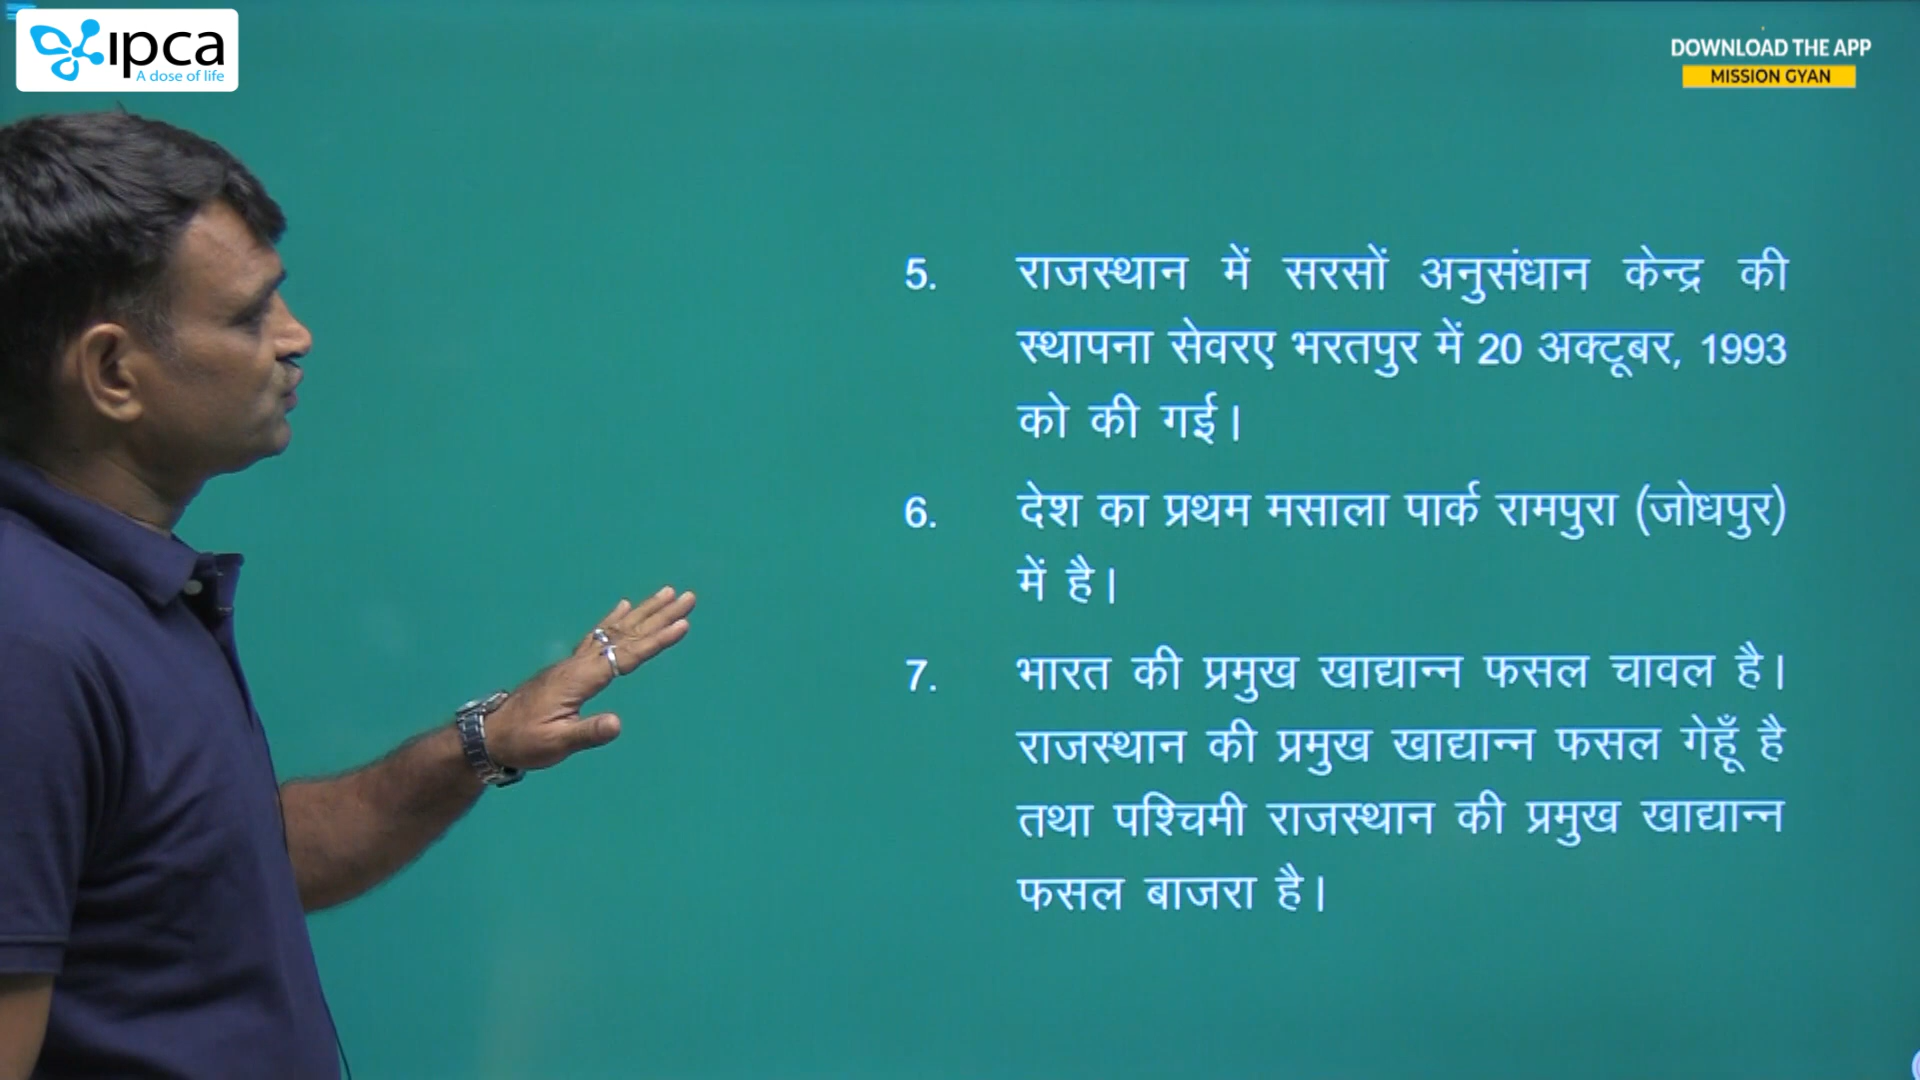 ipca
A dose of life
DOWNLOAD THE APP
MISSION GYAN
5. राजस्थान में सरसों अनुसंधान केन्द्र की
स्थापना सेवरए भरतपुर में 20 अक्टूबर, 1993
को की गई।
6. देश का प्रथम मसाला पार्क रामपुरा (जोधपुर)
में है।
7. भारत की प्रमुख खाद्यान्न फसल चावल है।
राजस्थान की प्रमुख खाद्यान्न फसल गेहूँ है
तथा पश्चिमी राजस्थान की प्रमुख खाद्यान्न
फसल बाजरा है।